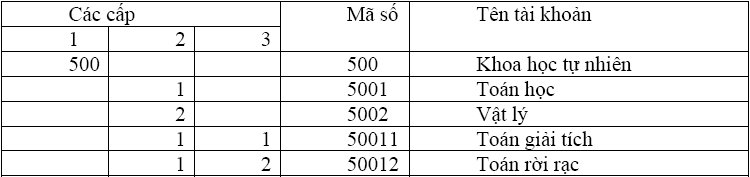 Các cấp Mã số Tên tài khoản
1 2 3
500 500 Khoa học tự nhiên
1 5001 Toán học
2 5002 Vật lý
1 1 50011 Toán giải tích
1 2 50012 Toán rời rạc